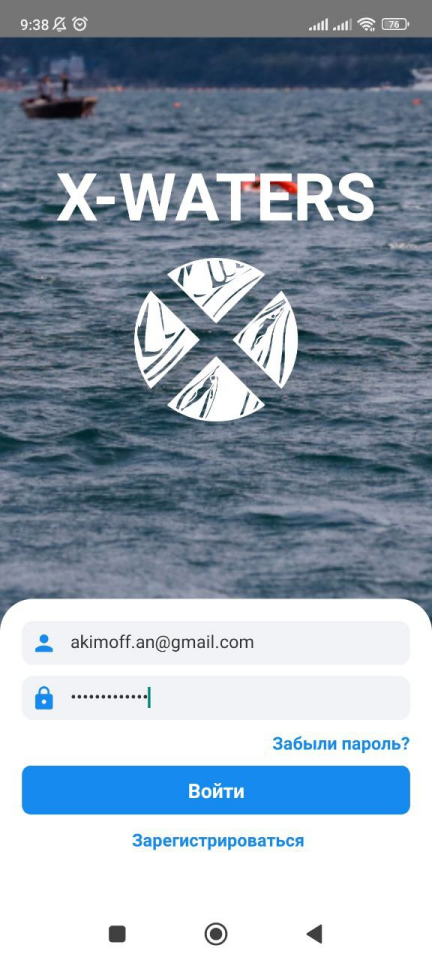 9:38
76
X-WATERS
akimoff.an@gmail.com
•••••••••••••
Забыли пароль?
Войти
Зарегистрироваться